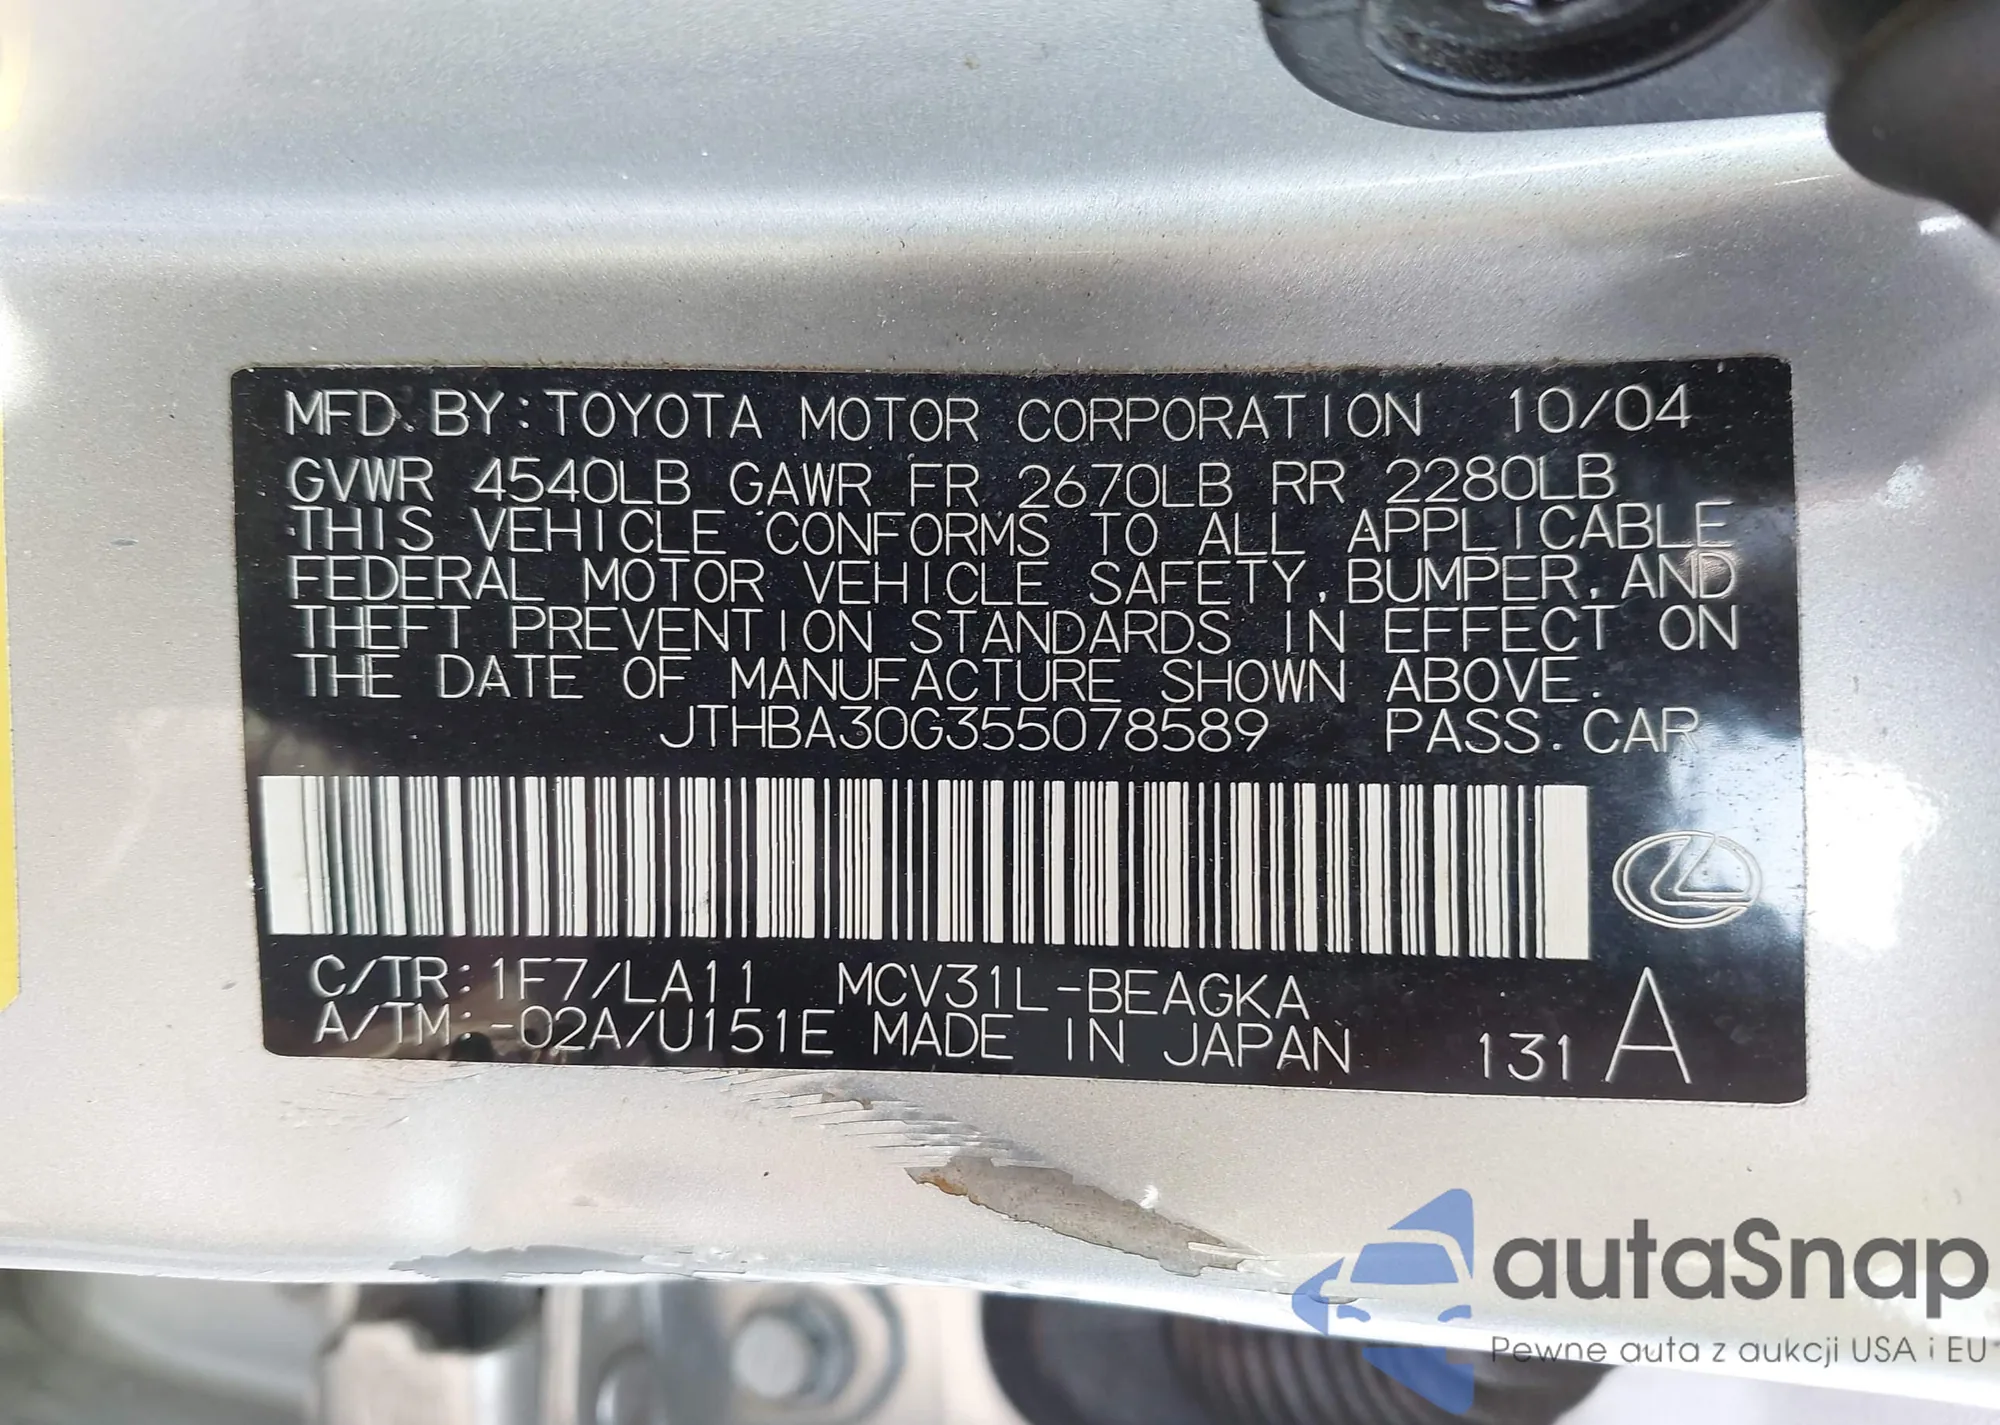 MFD. BY: TOYOTA MOTOR CORPORATION 10/04
GVWR 4540LB GAWR FR 2670LB RR 2280LB
THIS VEHICLE CONFORMS TO ALL APPLICABLE
FEDERAL MOTOR VEHICLE SAFETY, BUMPER, AND
THEFT PREVENTION STANDARDS IN EFFECT ON
THE DATE OF MANUFACTURE SHOWN ABOVE.
JTHBA30G355078589 PASS. CAR
C/TR: 1F7/LA11 MCV31L-BEAGKA
A/TM: -02A/U151E MADE IN JAPAN 131 A
autaSnap
Pewne auta z aukcji USA i EU